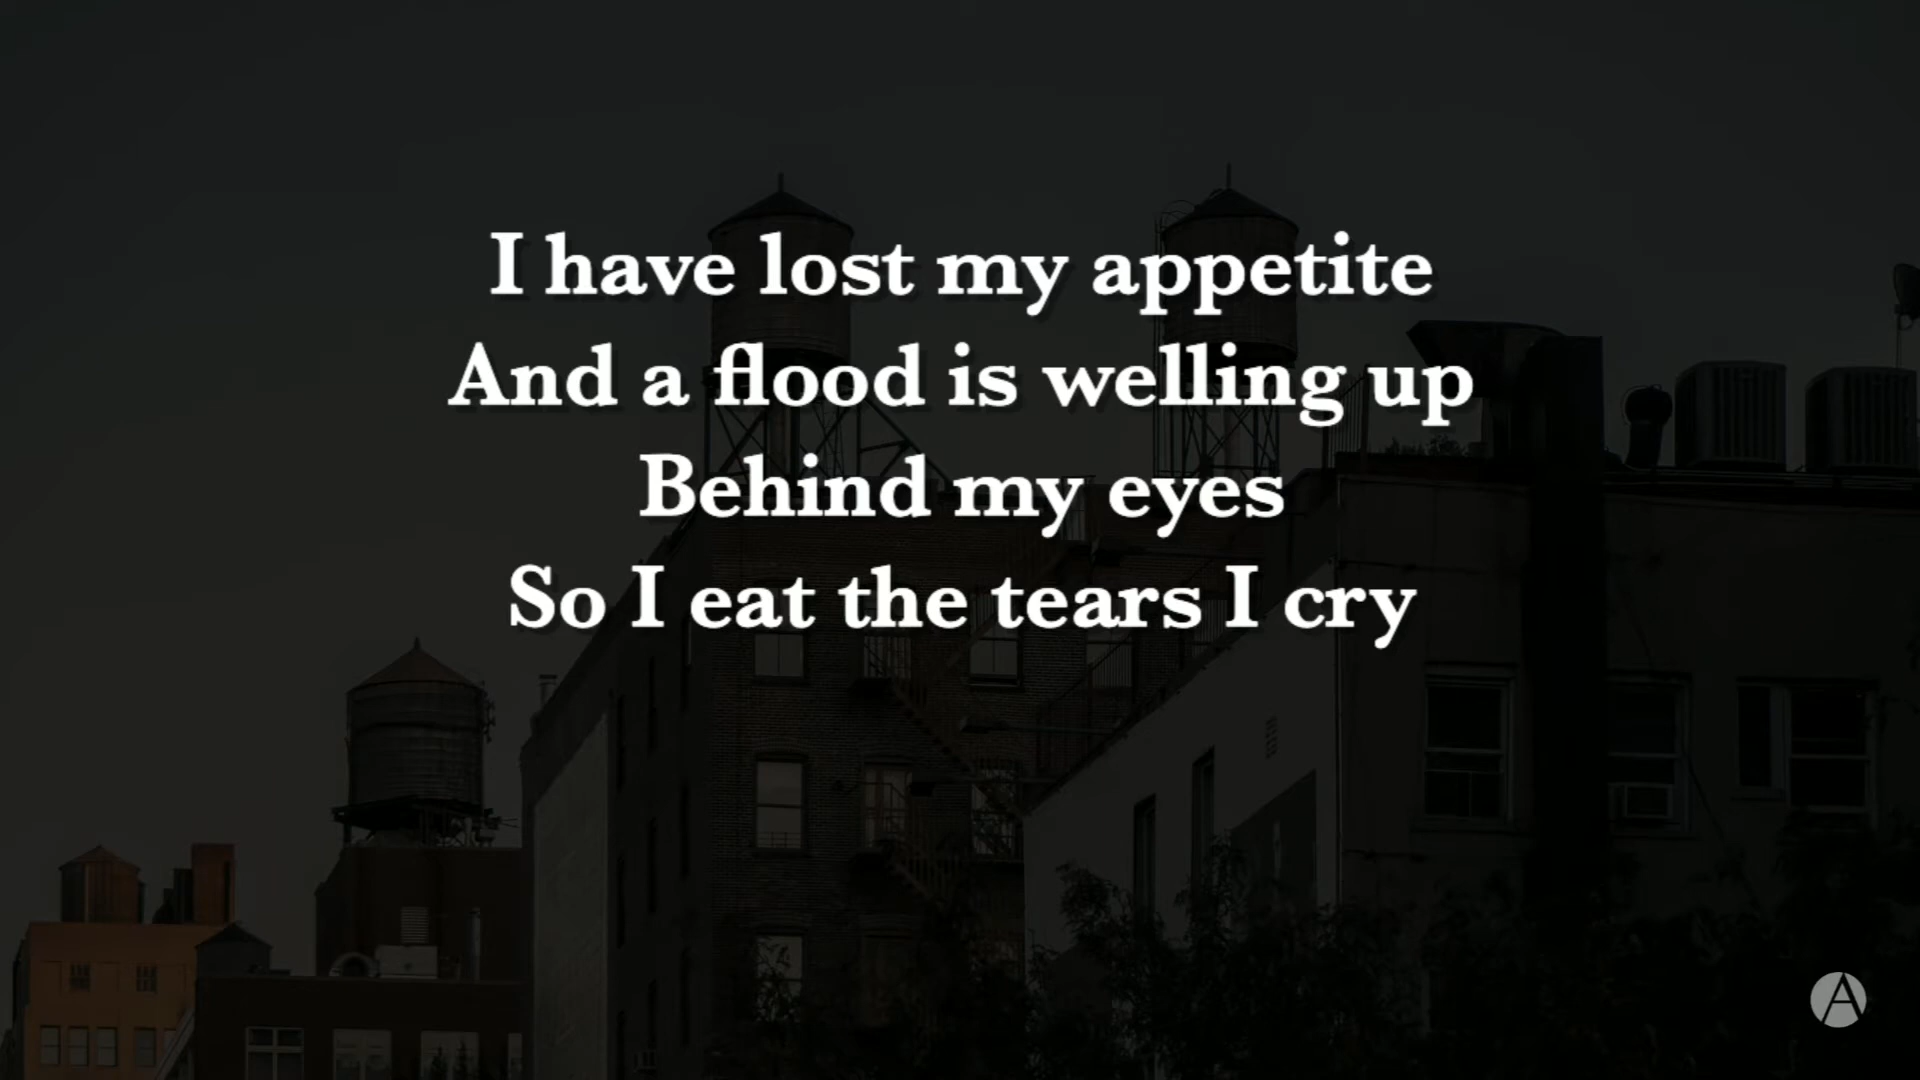 I have lost my appetite
And a flood is welling up
Behind my eyes
So I eat the tears I cry